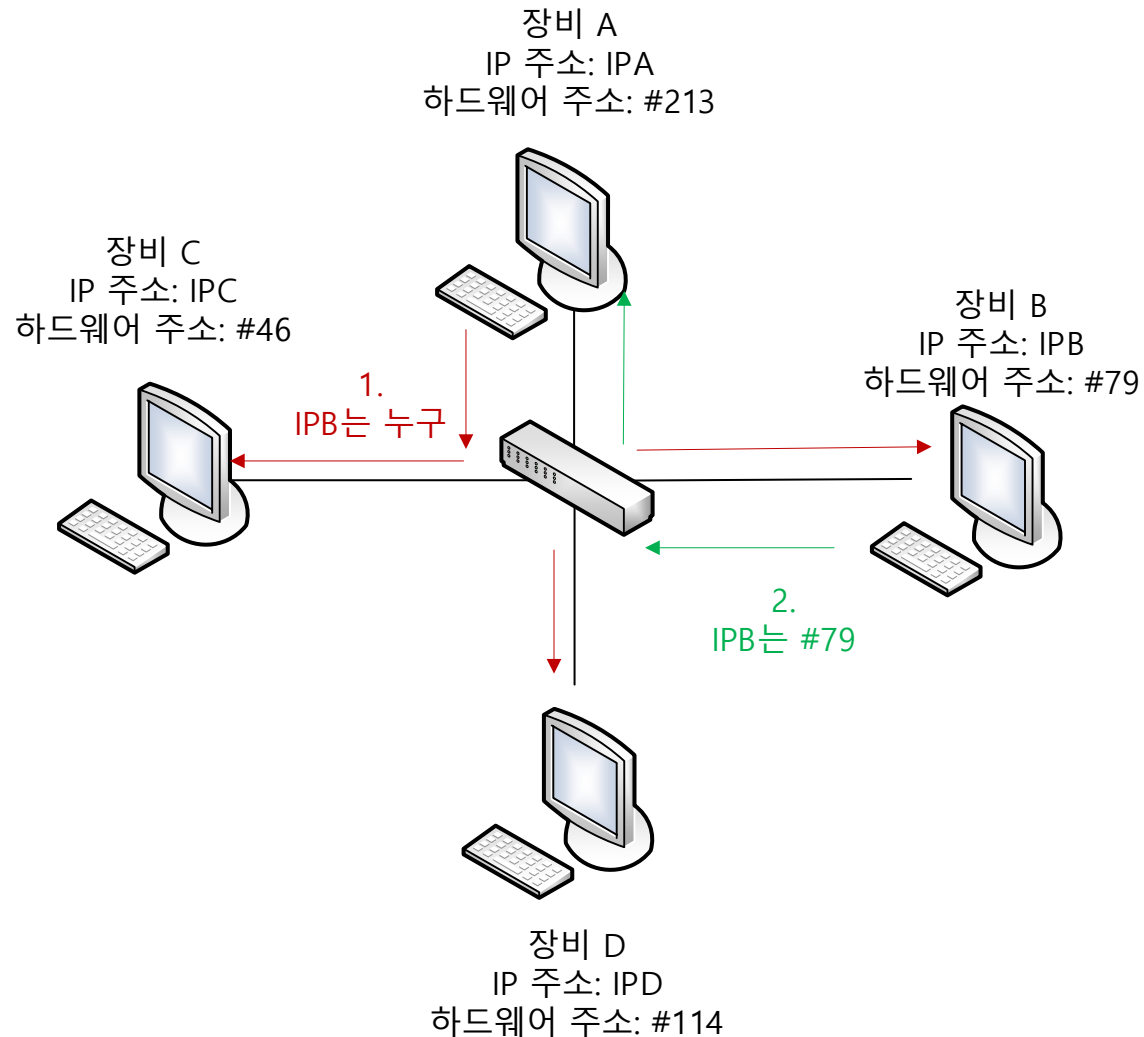 장비 A
IP 주소: IPA
하드웨어 주소: #213
장비 C
IP 주소: IPC
하드웨어 주소: #46
장비 B
IP 주소: IPB
하드웨어 주소: #79
1.
IPB는 누구
2.
IPB는 #79
장비 D
IP 주소: IPD
하드웨어 주소: #114